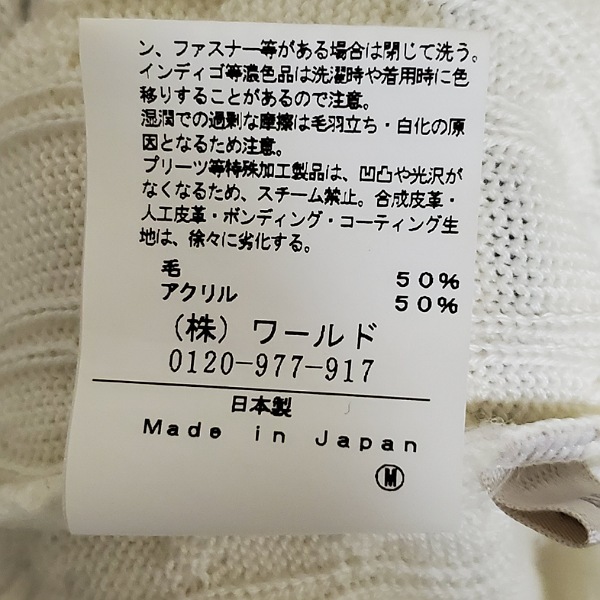 ン、ファスナー等がある場合は閉じて洗う。
インディゴ等濃色品は洗濯時や着用時に色
移りすることがあるので注意。
湿潤での過剰な摩擦は毛羽立ち・白化の原
因となるため注意。
プリーツ等特殊加工製品は、凹凸や光沢が
なくなるため、スチーム禁止。合成皮革・
人工皮革・ボンディング・コーティング生
地は、徐々に劣化する。
毛 50%
アクリル 50%
(株) ワールド
0120-977-917
日本製
Made in Japan
M